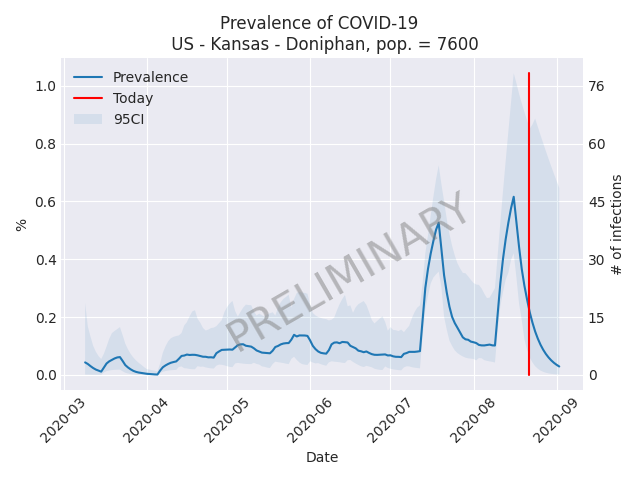 Prevalence of COVID-19
US - Kansas - Doniphan, pop. = 7600
Prevalence
Today
95CI
PRELIMINARY
1.0
0.8
0.6
0.4
0.2
0.0
%
76
60
45
30
15
0
# of infections
2020-03
2020-04
2020-05
2020-06
2020-07
2020-08
2020-09
Date